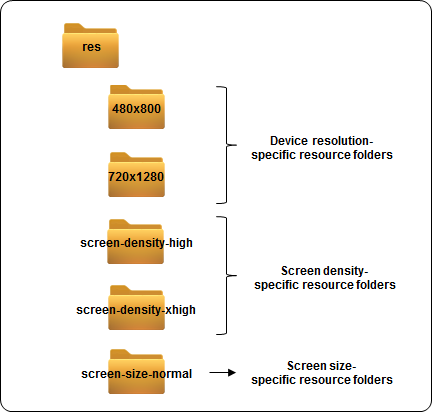 res
480x800
Device resolution-
specific resource folders
720x1280
screen-density-high
Screen density-
specific resource folders
screen-density-xhigh
screen-size-normal
Screen size-
specific resource folders